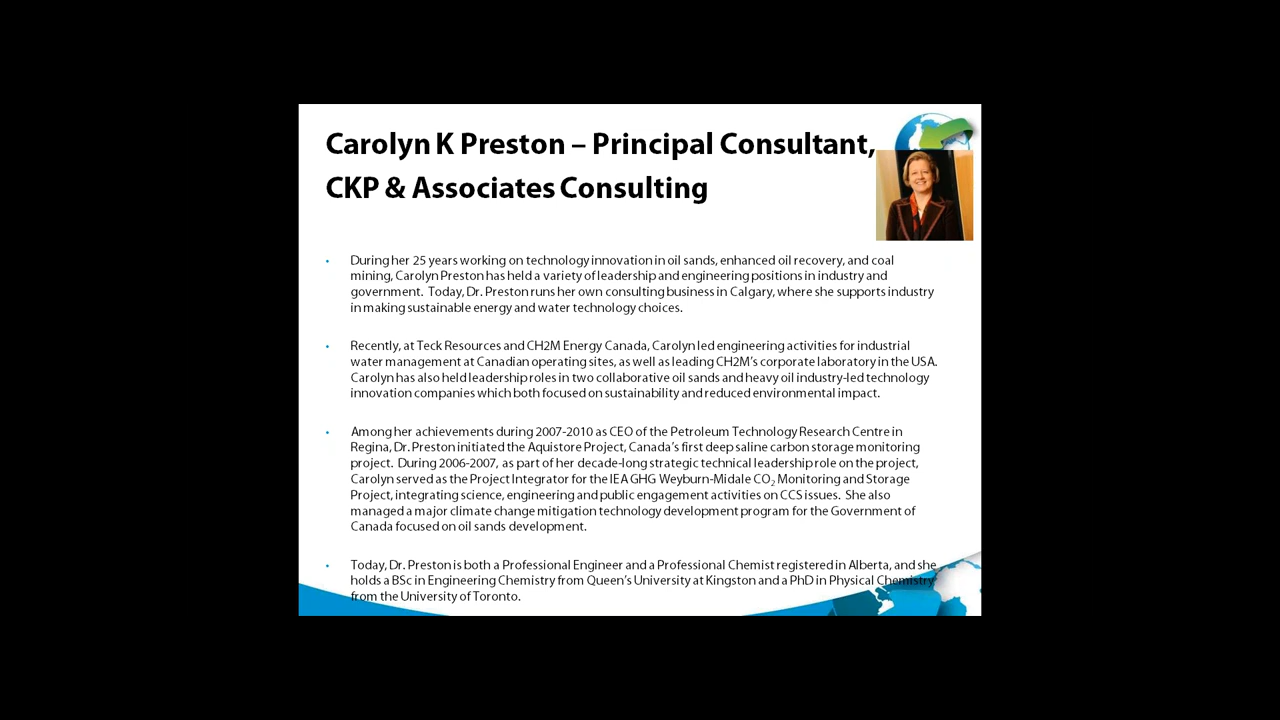 Carolyn K Preston – Principal Consultant,
CKP & Associates Consulting
• During her 25 years working on technology innovation in oil sands, enhanced oil recovery, and coal
mining, Carolyn Preston has held a variety of leadership and engineering positions in industry and
government. Today, Dr. Preston runs her own consulting business in Calgary, where she supports industry
in making sustainable energy and water technology choices.
• Recently, at Teck Resources and CH2M Energy Canada, Carolyn led engineering activities for industrial
water management at Canadian operating sites, as well as leading CH2M's corporate laboratory in the USA.
Carolyn has also held leadership roles in two collaborative oil sands and heavy oil industry-led technology
innovation companies which both focused on sustainability and reduced environmental impact.
• Among her achievements during 2007-2010 as CEO of the Petroleum Technology Research Centre in
Regina, Dr. Preston initiated the Aquistore Project, Canada's first deep saline carbon storage monitoring
project. During 2006-2007, as part of her decade-long strategic technical leadership role on the project,
Carolyn served as the Project Integrator for the IEA GHG Weyburn-Midale CO₂ Monitoring and Storage
Project, integrating science, engineering and public engagement activities on CCS issues. She also
managed a major climate change mitigation technology development program for the Government of
Canada focused on oil sands development.
• Today, Dr. Preston is both a Professional Engineer and a Professional Chemist registered in Alberta, and she
holds a BSc in Engineering Chemistry from Queen's University at Kingston and a PhD in Physical Chemistry
from the University of Toronto.